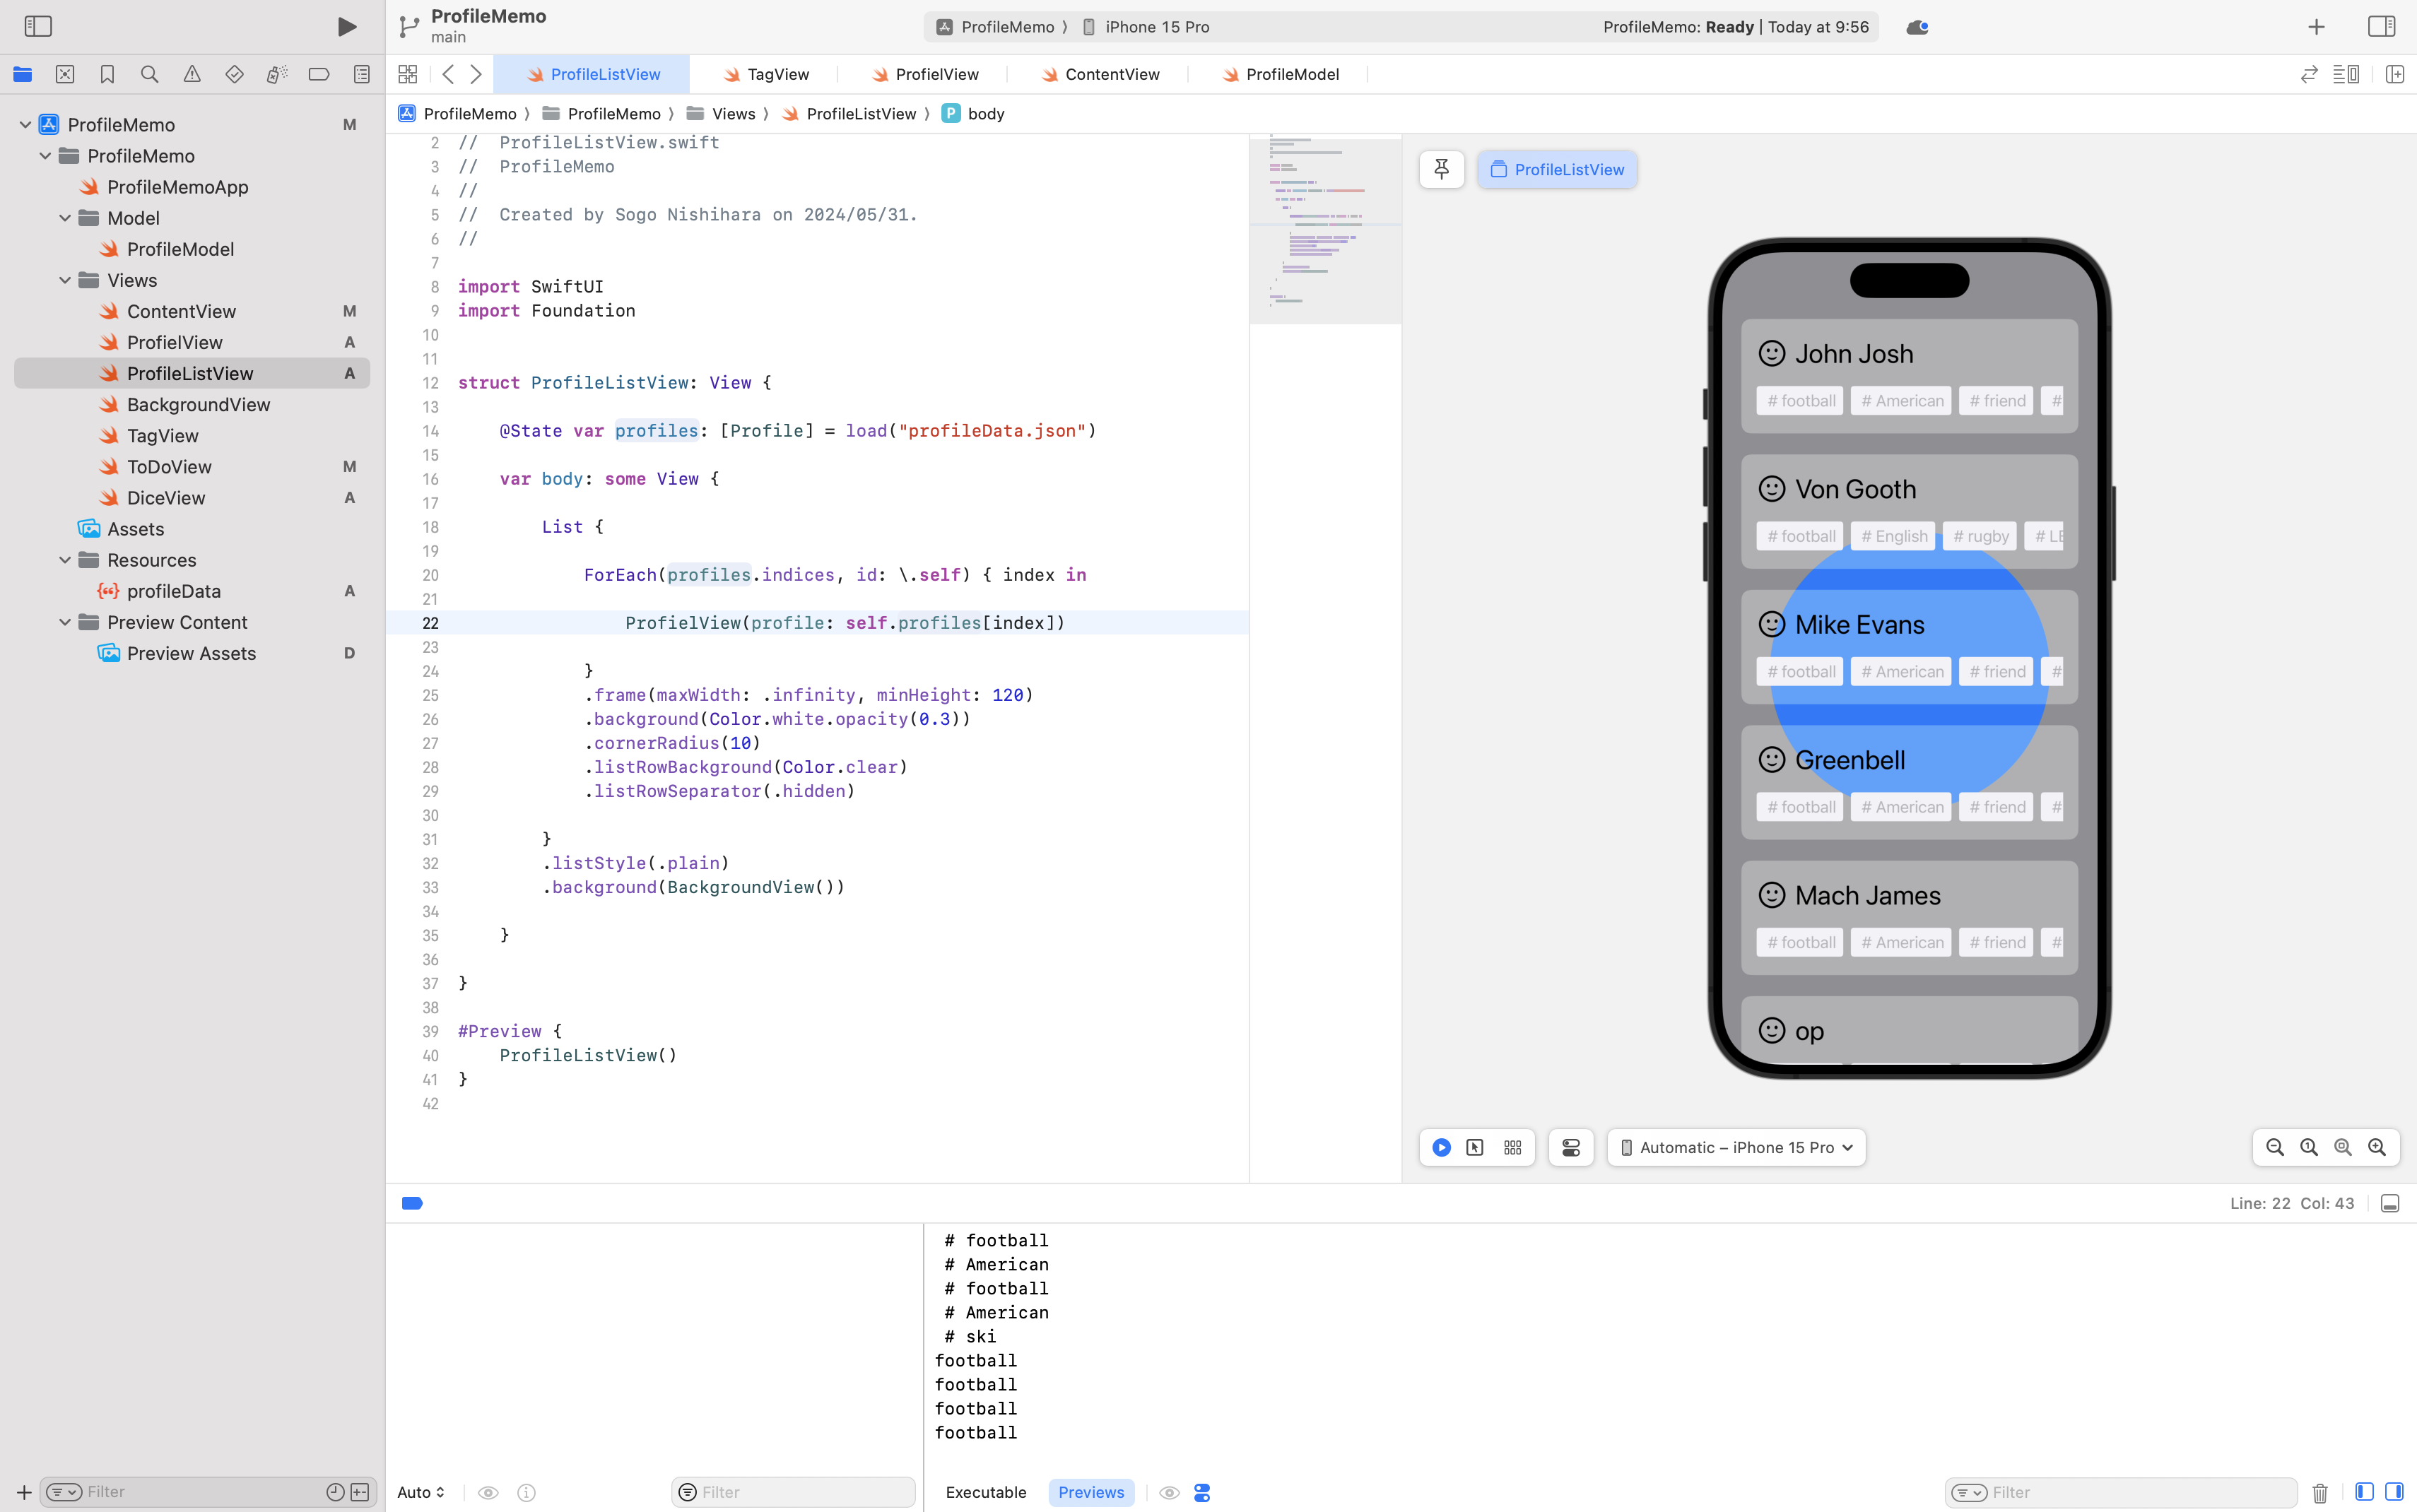 ProfileMemo
main
ProfileMemo 〉 iPhone 15 Pro
ProfileMemo: Ready | Today at 9:56
ProfileListView
TagView
ProfielView
ContentView
ProfileModel
ProfileMemo 〉 ProfileMemo 〉 Views 〉 ProfileListView 〉 P body
ProfileMemo M
ProfileMemo
ProfileMemoApp
Model
ProfileModel
Views
ContentView M
ProfielView A
ProfileListView A
BackgroundView
TagView
ToDoView M
DiceView A
Assets
Resources
profileData A
Preview Content
Preview Assets D
Filter
2 //  ProfileListView.swift
3 //  ProfileMemo
4 //
5 //  Created by Sogo Nishihara on 2024/05/31.
6 //
7
8 import SwiftUI
9 import Foundation
10
11
12 struct ProfileListView: View {
13
14     @State var profiles: [Profile] = load("profileData.json")
15
16     var body: some View {
17
18         List {
19
20             ForEach(profiles.indices, id: \.self) { index in
21
22                 ProfielView(profile: self.profiles[index])
23
24             }
25             .frame(maxWidth: .infinity, minHeight: 120)
26             .background(Color.white.opacity(0.3))
27             .cornerRadius(10)
28             .listRowBackground(Color.clear)
29             .listRowSeparator(.hidden)
30
31         }
32         .listStyle(.plain)
33         .background(BackgroundView())
34
35     }
36
37 }
38
39 #Preview {
40     ProfileListView()
41 }
42
ProfileListView
John Josh
# football # American # friend #
Von Gooth
# football # English # rugby # LE
Mike Evans
# football # American # friend #
Greenbell
# football # American # friend #
Mach James
# football # American # friend #
op
Automatic – iPhone 15 Pro
Line: 22 Col: 43
# football
# American
# football
# American
# ski
football
football
football
football
Auto
Filter
Executable
Previews
Filter